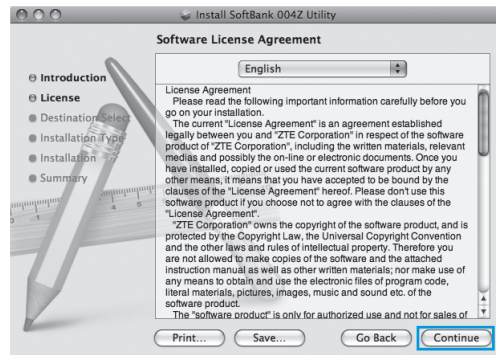 Install SoftBank 004Z Utility
Software License Agreement
English
Introduction
License
Destination Select
Installation Type
Installation
Summary
License Agreement
Please read the following important information carefully before you
go on your installation.
The current "License Agreement" is an agreement established
legally between you and "ZTE Corporation" in respect of the software
product of "ZTE Corporation", including the written materials, relevant
medias and possibly the on-line or electronic documents. Once you
have installed, copied or used the current software product by any
other means, it means that you have accepted to be bound by the
clauses of the "License Agreement" hereof. Please don't use this
software product if you choose not to agree with the clauses of the
"License Agreement".
"ZTE Corporation" owns the copyright of the software product, and is
protected by the Copyright Law, the Universal Copyright Convention
and the other laws and rules of intellectual property. Therefore you
are not allowed to make copies of the software and the attached
instruction manual as well as other written materials; nor make use of
any means to obtain and use the electronic files of program code,
literal materials, pictures, images, music and sound etc. of the
software product.
The "software product" is only for authorized use and not for sales of
4 5
Print...
Save...
Go Back
Continue